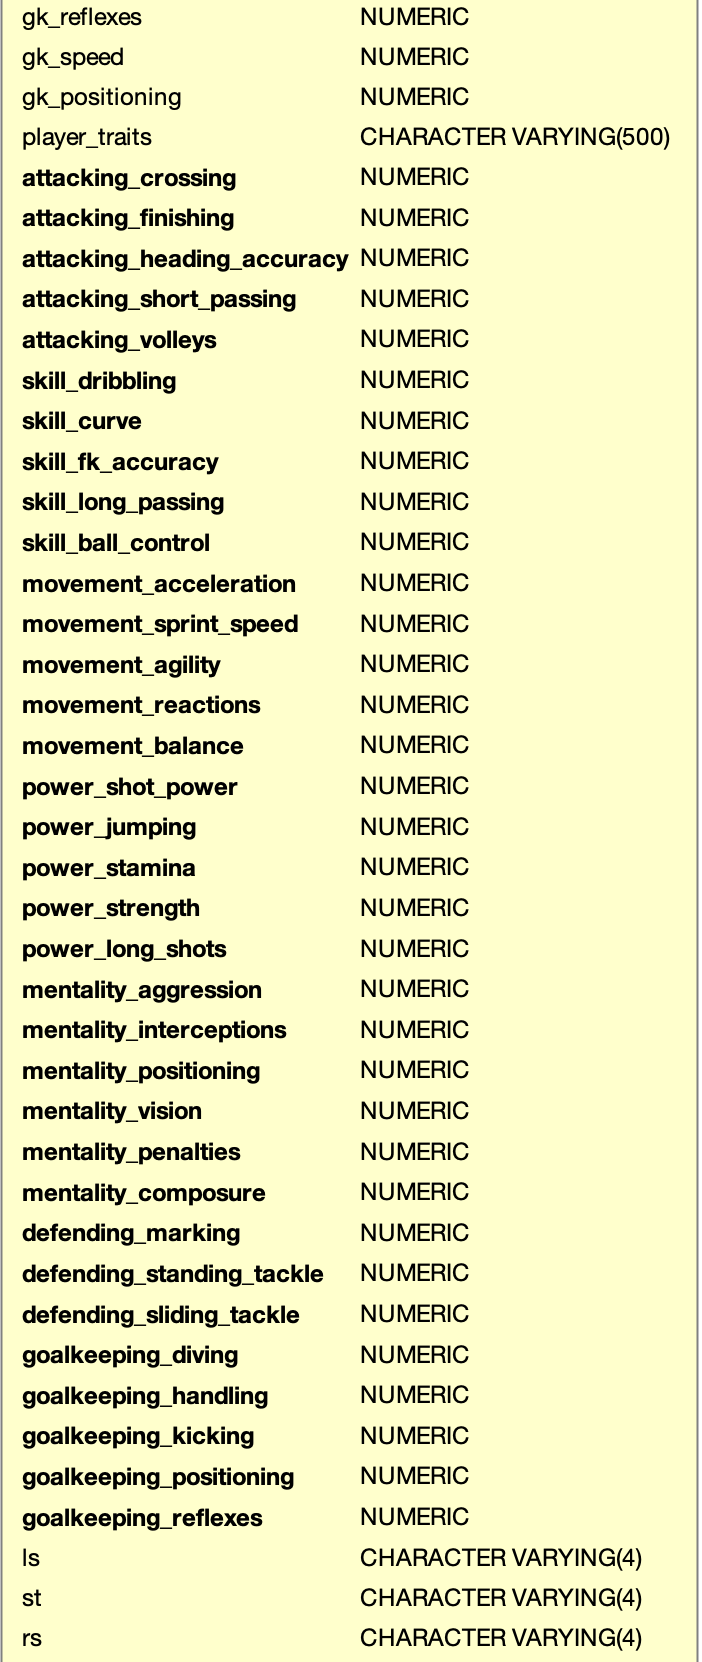 gk_reflexes NUMERIC
gk_speed NUMERIC
gk_positioning NUMERIC
player_traits CHARACTER VARYING(500)
attacking_crossing NUMERIC
attacking_finishing NUMERIC
attacking_heading_accuracy NUMERIC
attacking_short_passing NUMERIC
attacking_volleys NUMERIC
skill_dribbling NUMERIC
skill_curve NUMERIC
skill_fk_accuracy NUMERIC
skill_long_passing NUMERIC
skill_ball_control NUMERIC
movement_acceleration NUMERIC
movement_sprint_speed NUMERIC
movement_agility NUMERIC
movement_reactions NUMERIC
movement_balance NUMERIC
power_shot_power NUMERIC
power_jumping NUMERIC
power_stamina NUMERIC
power_strength NUMERIC
power_long_shots NUMERIC
mentality_aggression NUMERIC
mentality_interceptions NUMERIC
mentality_positioning NUMERIC
mentality_vision NUMERIC
mentality_penalties NUMERIC
mentality_composure NUMERIC
defending_marking NUMERIC
defending_standing_tackle NUMERIC
defending_sliding_tackle NUMERIC
goalkeeping_diving NUMERIC
goalkeeping_handling NUMERIC
goalkeeping_kicking NUMERIC
goalkeeping_positioning NUMERIC
goalkeeping_reflexes NUMERIC
ls CHARACTER VARYING(4)
st CHARACTER VARYING(4)
rs CHARACTER VARYING(4)